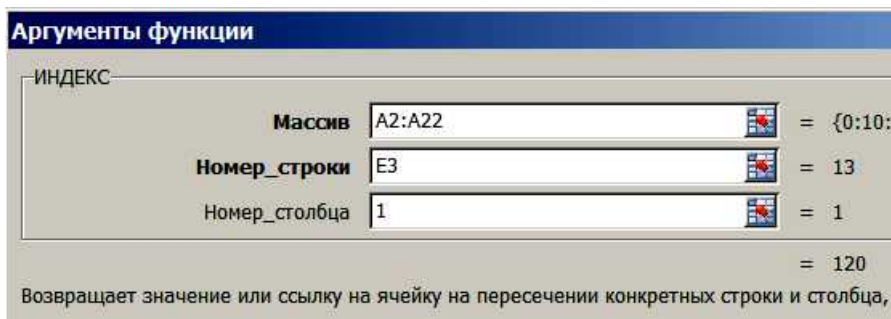 Аргументы функции
ИНДЕКС
Массив A2:A22 = {0:10:
Номер_строки E3 = 13
Номер_столбца 1 = 1
= 120
Возвращает значение или ссылку на ячейку на пересечении конкретных строки и столбца,